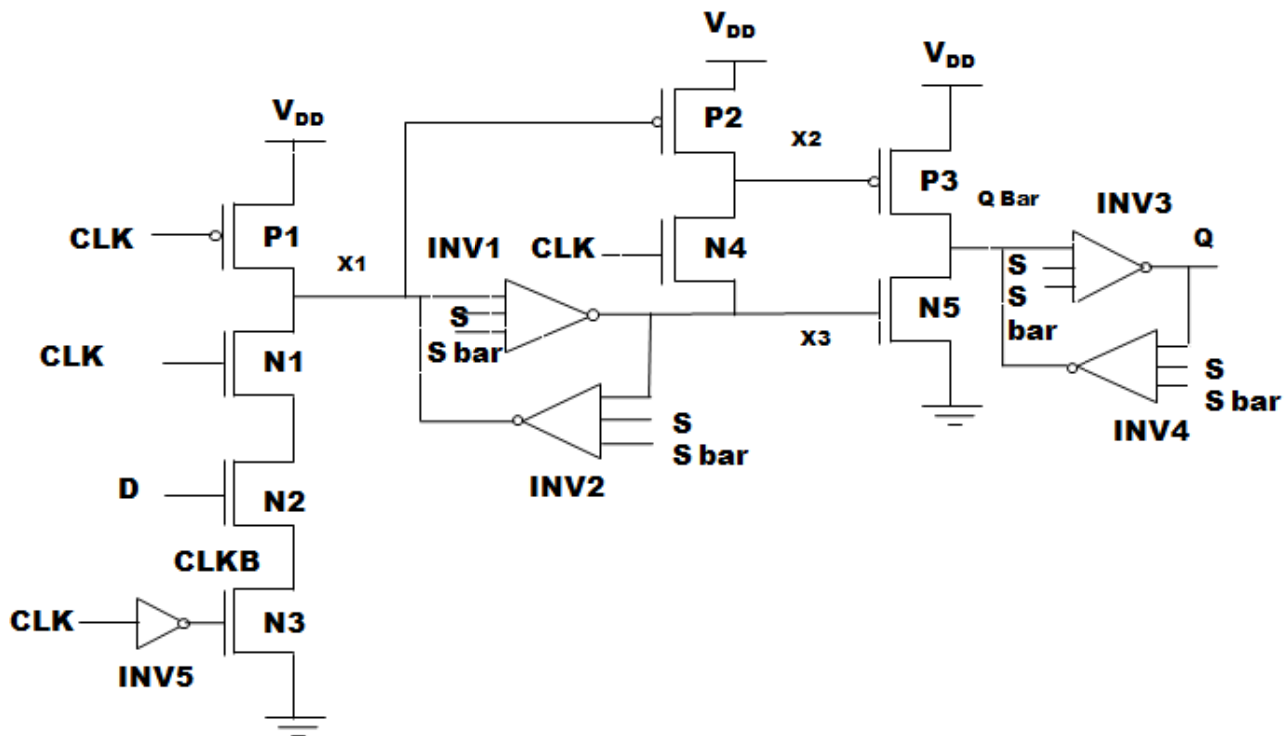 VDD
VDD
P2
VDD
X2
P3
CLK
P1
INV1
CLK
N4
Q Bar
INV3
Q
X1
S
S
bar
CLK
N1
S
S bar
X3
N5
S
S bar
INV4
D
N2
S
S bar
INV2
CLKB
CLK
N3
INV5